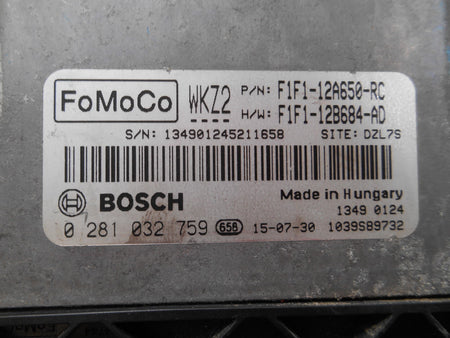 FoMoCo WKZ2 P/N: F1F1-12A650-RC
H/W: F1F1-12B684-AD
S/N: 134901245211658 SITE: DZL7S
BOSCH Made in Hungary
1349 0124
0 281 032 759 658 15-07-30 1039S89732